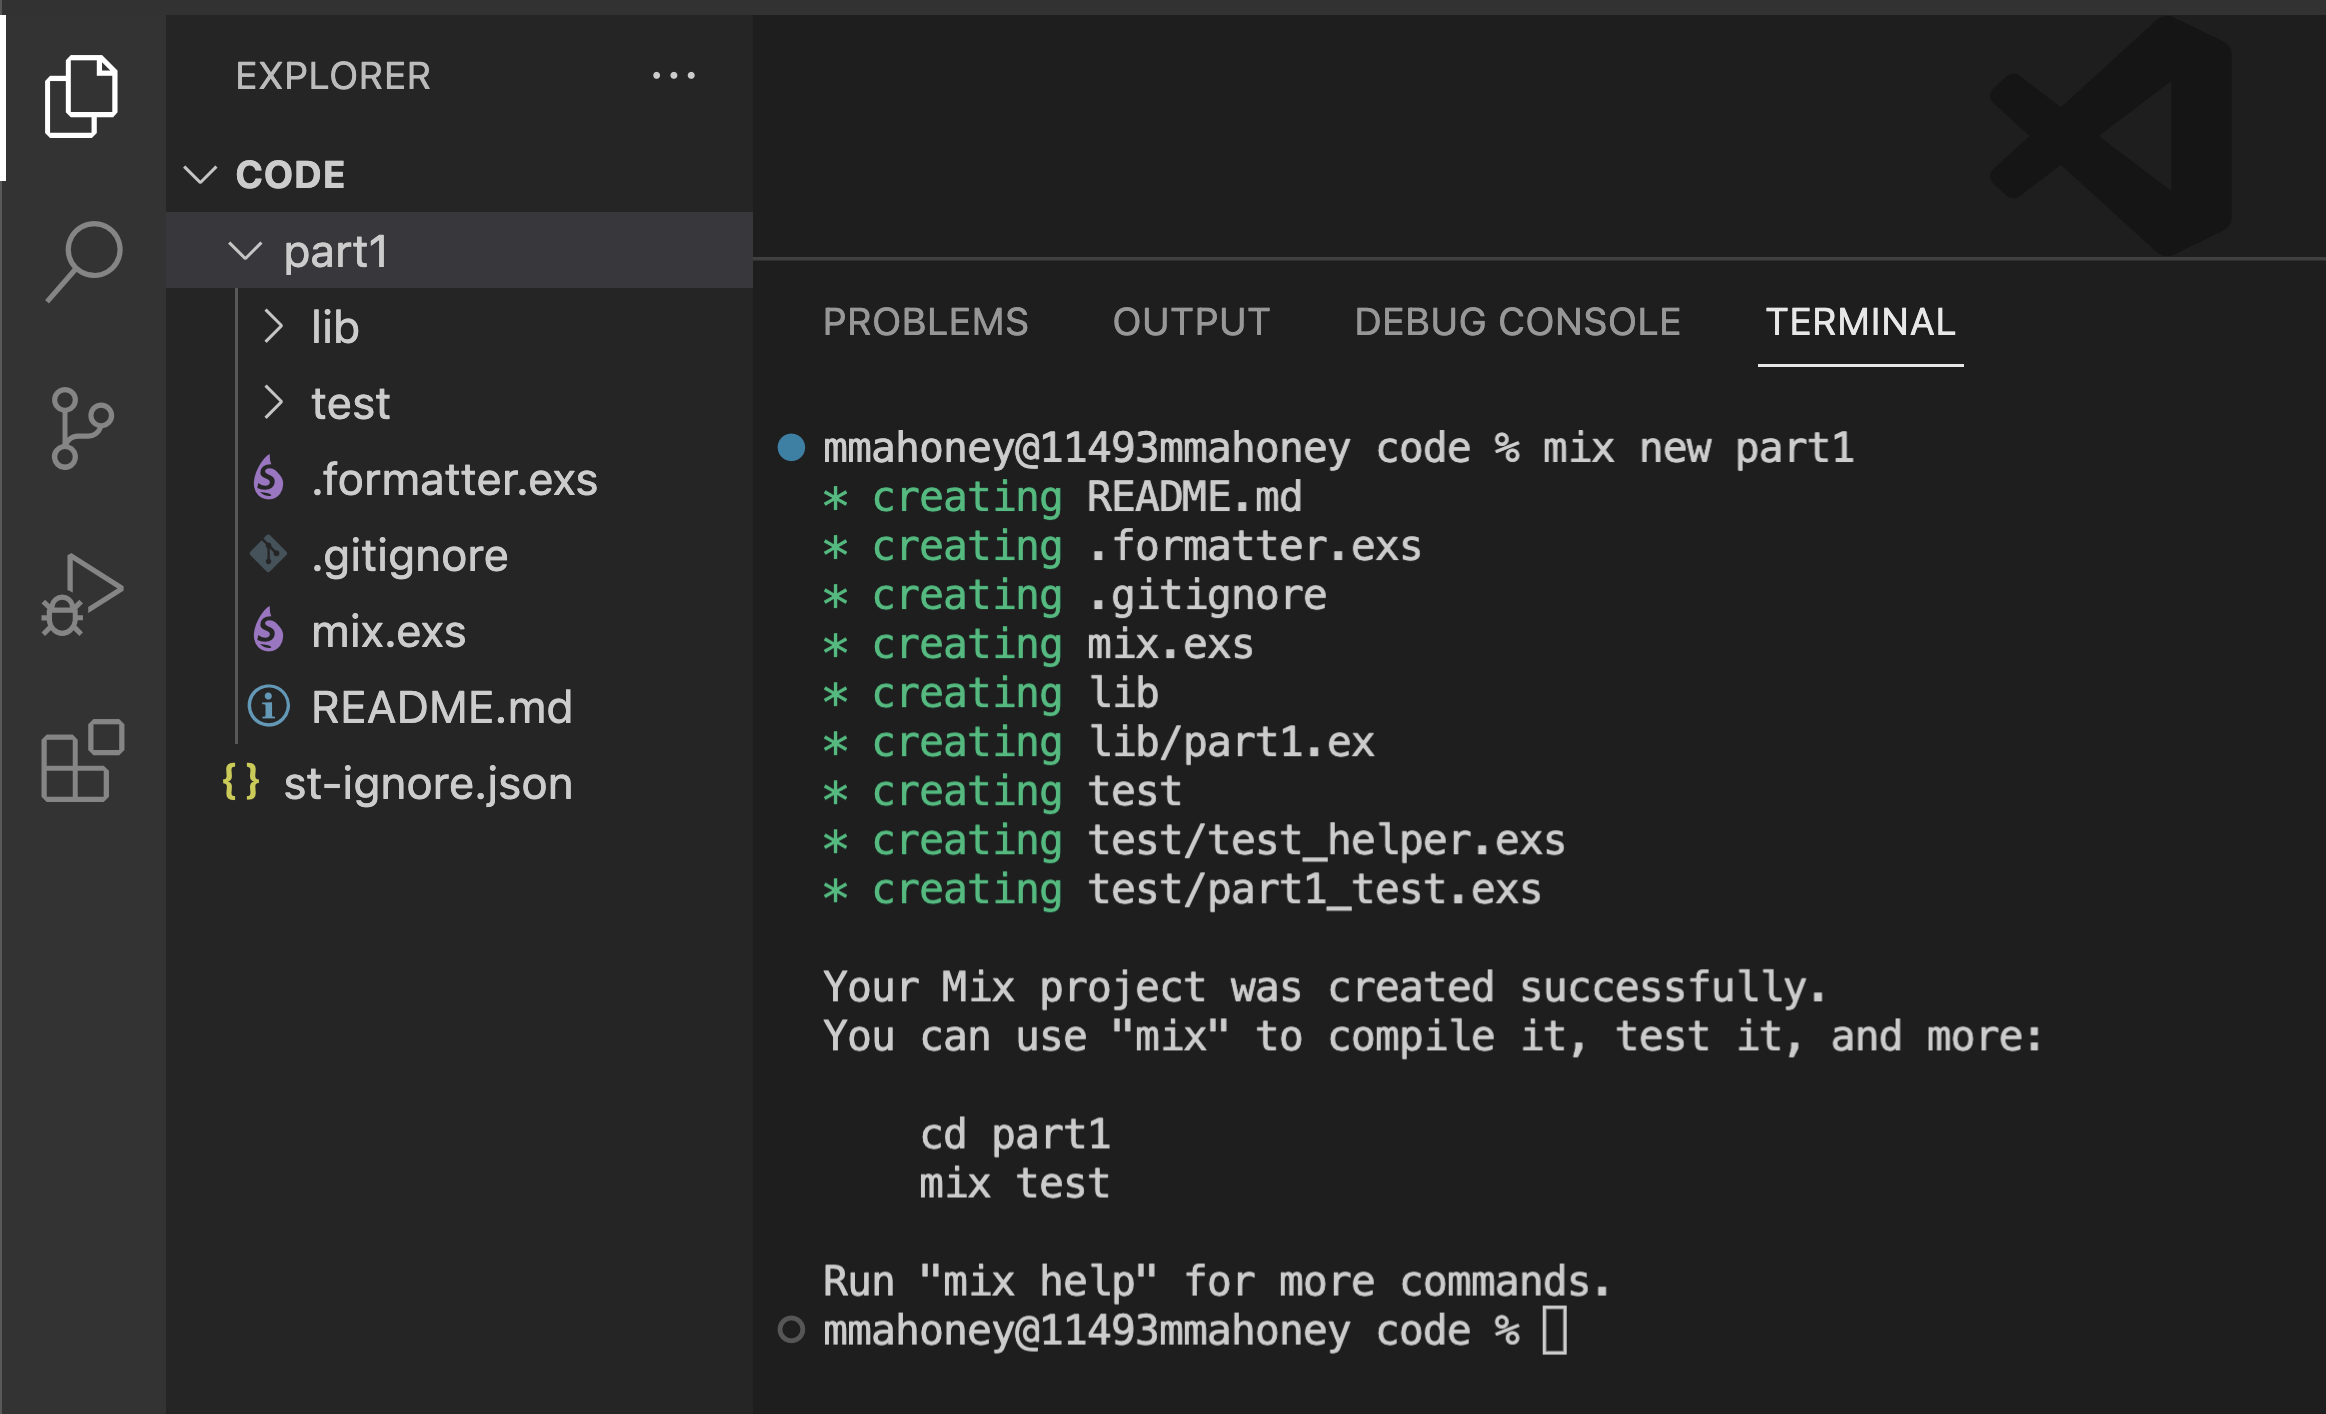 EXPLORER
CODE
part1
lib
test
.formatter.exs
.gitignore
mix.exs
README.md
{} st-ignore.json
PROBLEMS OUTPUT DEBUG CONSOLE TERMINAL
mmahoney@11493mmahoney code % mix new part1
* creating README.md
* creating .formatter.exs
* creating .gitignore
* creating mix.exs
* creating lib
* creating lib/part1.ex
* creating test
* creating test/test_helper.exs
* creating test/part1_test.exs
Your Mix project was created successfully.
You can use "mix" to compile it, test it, and more:
cd part1
mix test
Run "mix help" for more commands.
mmahoney@11493mmahoney code %